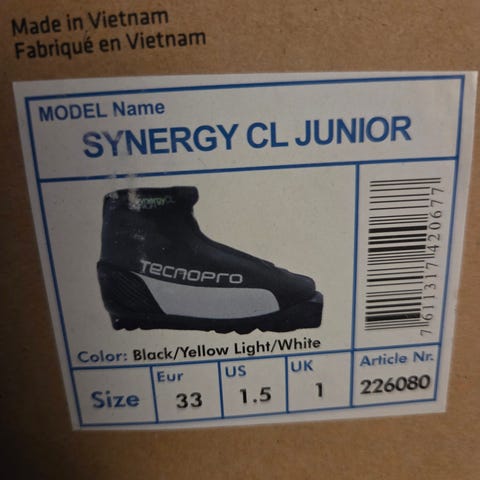 Made in Vietnam
Fabriqué en Vietnam
MODEL Name
SYNERGY CL JUNIOR
synergyCL
TECNOPRO
7611317420677
Color: Black/Yellow Light/White
Size
Eur
33
US
1.5
UK
1
Article Nr.
226080